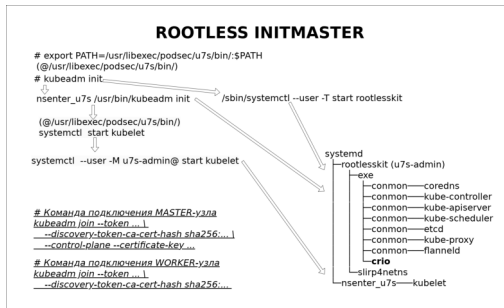 ROOTLESS INITMASTER
# export PATH=/usr/libexec/podsec/u7s/bin/:$PATH
(@/usr/libexec/podsec/u7s/bin/)
# kubeadm init
nsenter_u7s /usr/bin/kubeadm init
/sbin/systemctl --user -T start rootlesskit
(@/usr/libexec/podsec/u7s/bin/)
systemctl start kubelet
systemctl --user -M u7s-admin@ start kubelet
systemd
rootlesskit (u7s-admin)
exe
conmon coredns
conmon kube-controller
conmon kube-apiserver
conmon kube-scheduler
conmon etcd
conmon kube-proxy
conmon flanneld
crio
slirp4netns
nsenter_u7s kubelet
# Команда подключения MASTER-узла
kubeadm join --token ... \
--discovery-token-ca-cert-hash sha256:... \
--control-plane --certificate-key ...
# Команда подключения WORKER-узла
kubeadm join --token ... \
--discovery-token-ca-cert-hash sha256:...